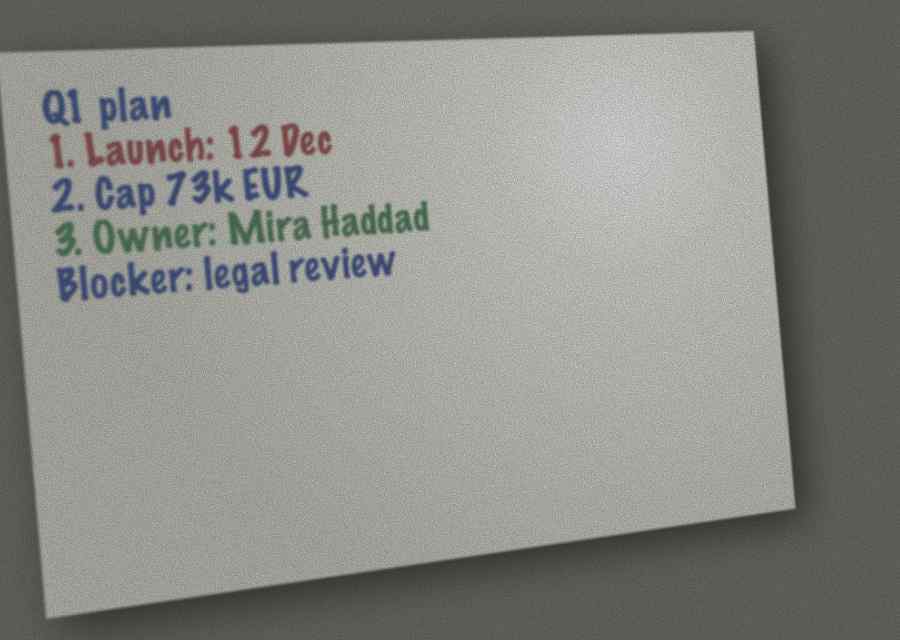 Q1 plan
1. Launch: 12 Dec
2. Cap 73k EUR
3. Owner: Mira Haddad
Blocker: legal review